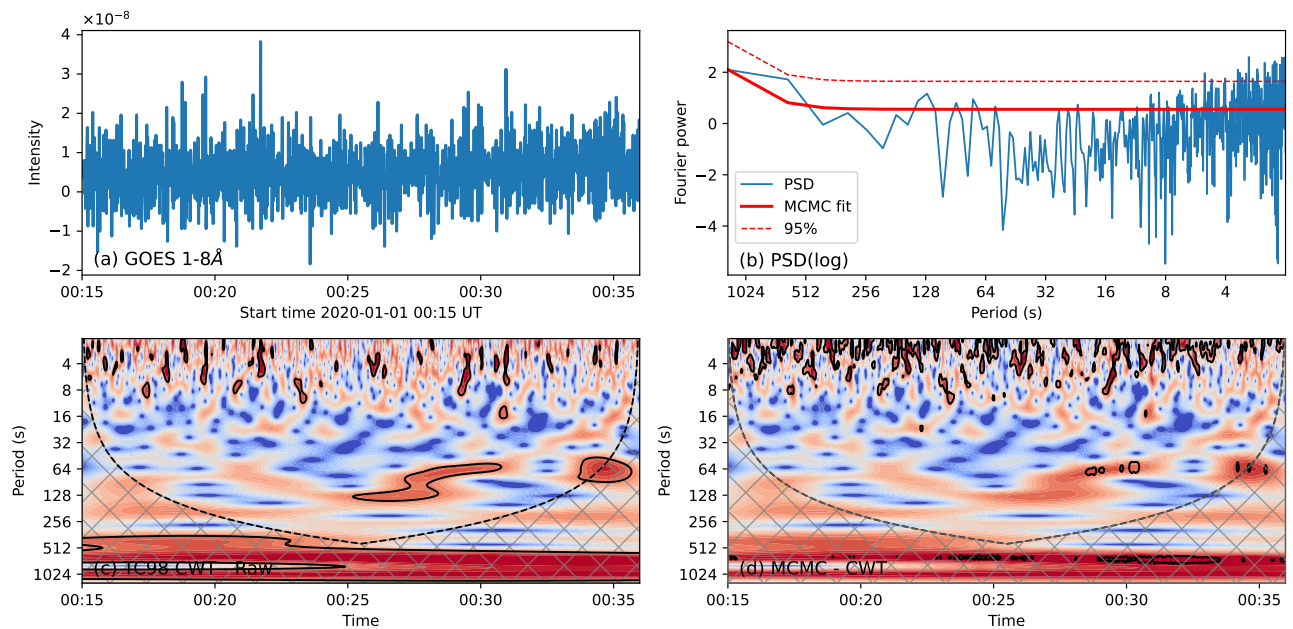 ×10⁻⁸
4
3
2
1
0
−1
−2
Intensity
(a) GOES 1-8Å
00:15 00:20 00:25 00:30 00:35
Start time 2020-01-01 00:15 UT
2
0
−2
−4
Fourier power
PSD
MCMC fit
95%
(b) PSD(log)
1024 512 256 128 64 32 16 8 4
Period (s)
4
8
16
32
64
128
256
512
1024
Period (s)
(c) TC98 CWT - Raw
00:15 00:20 00:25 00:30 00:35
Time
4
8
16
32
64
128
256
512
1024
Period (s)
(d) MCMC - CWT
00:15 00:20 00:25 00:30 00:35
Time